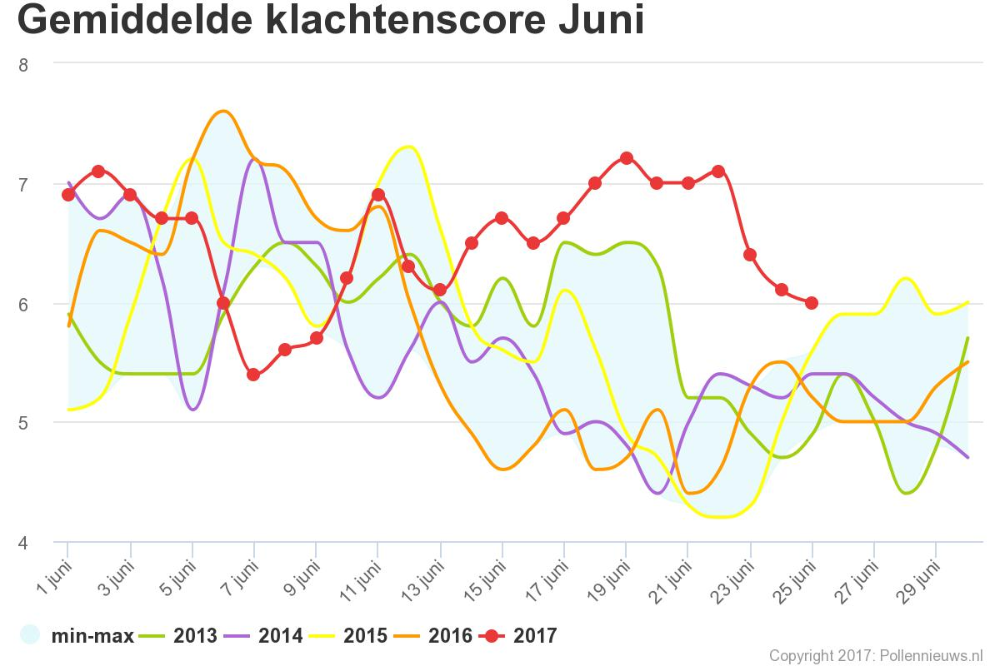 Gemiddelde klachtenscore Juni
8
7
6
5
4
1 juni 3 juni 5 juni 7 juni 9 juni 11 juni 13 juni 15 juni 17 juni 19 juni 21 juni 23 juni 25 juni 27 juni 29 juni
min-max 2013 2014 2015 2016 2017
Copyright 2017: Pollennieuws.nl